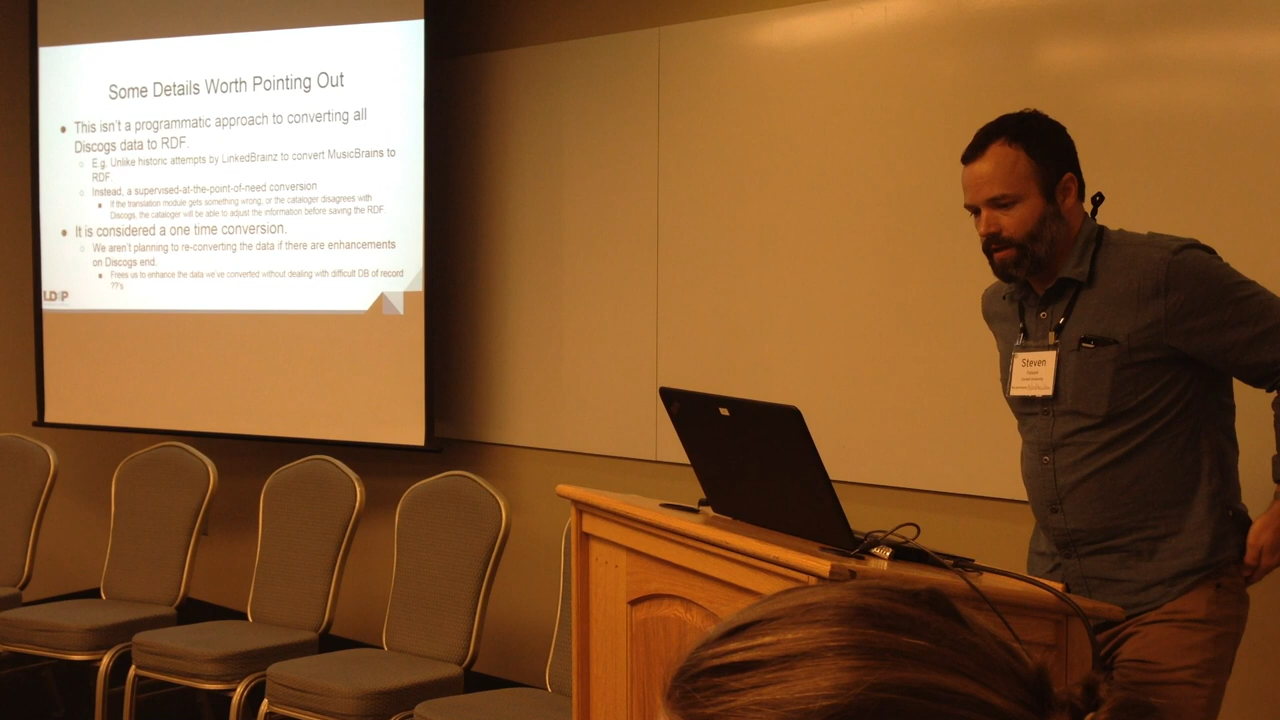 Some Details Worth Pointing Out
● This isn't a programmatic approach to converting all
Discogs data to RDF.
○ E.g. Unlike historic attempts by LinkedBrainz to convert MusicBrains to
RDF.
○ Instead, a supervised-at-the-point-of-need conversion
■ If the translation module gets something wrong, or the cataloger disagrees with
Discogs, the cataloger will be able to adjust the information before saving the RDF.
● It is considered a one time conversion.
○ We aren't planning to re-converting the data if there are enhancements
on Discogs end.
■ Frees us to enhance the data we've converted without dealing with difficult DB of record
??'s
LD4P
Steven